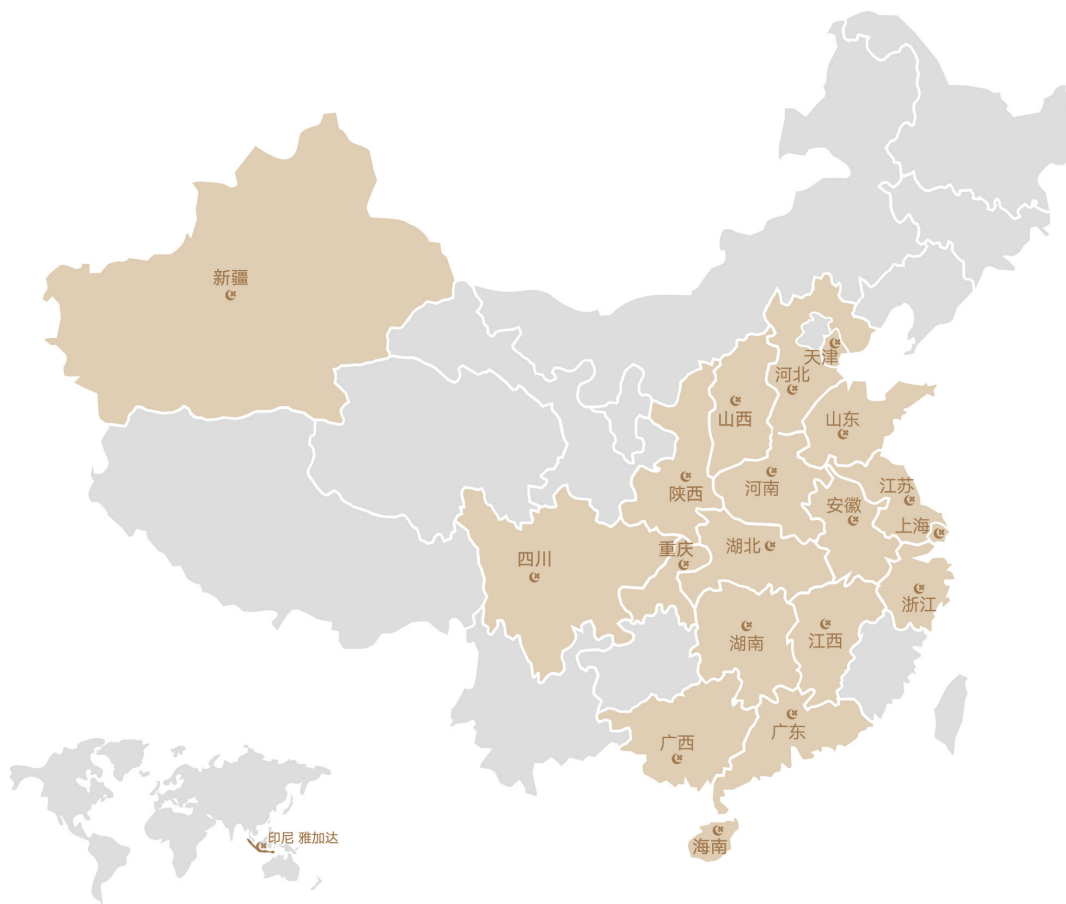 新疆
天津
河北
山西
山东
河南
陕西
江苏
安徽
上海
湖北
重庆
四川
浙江
湖南
江西
广东
广西
海南
印尼 雅加达